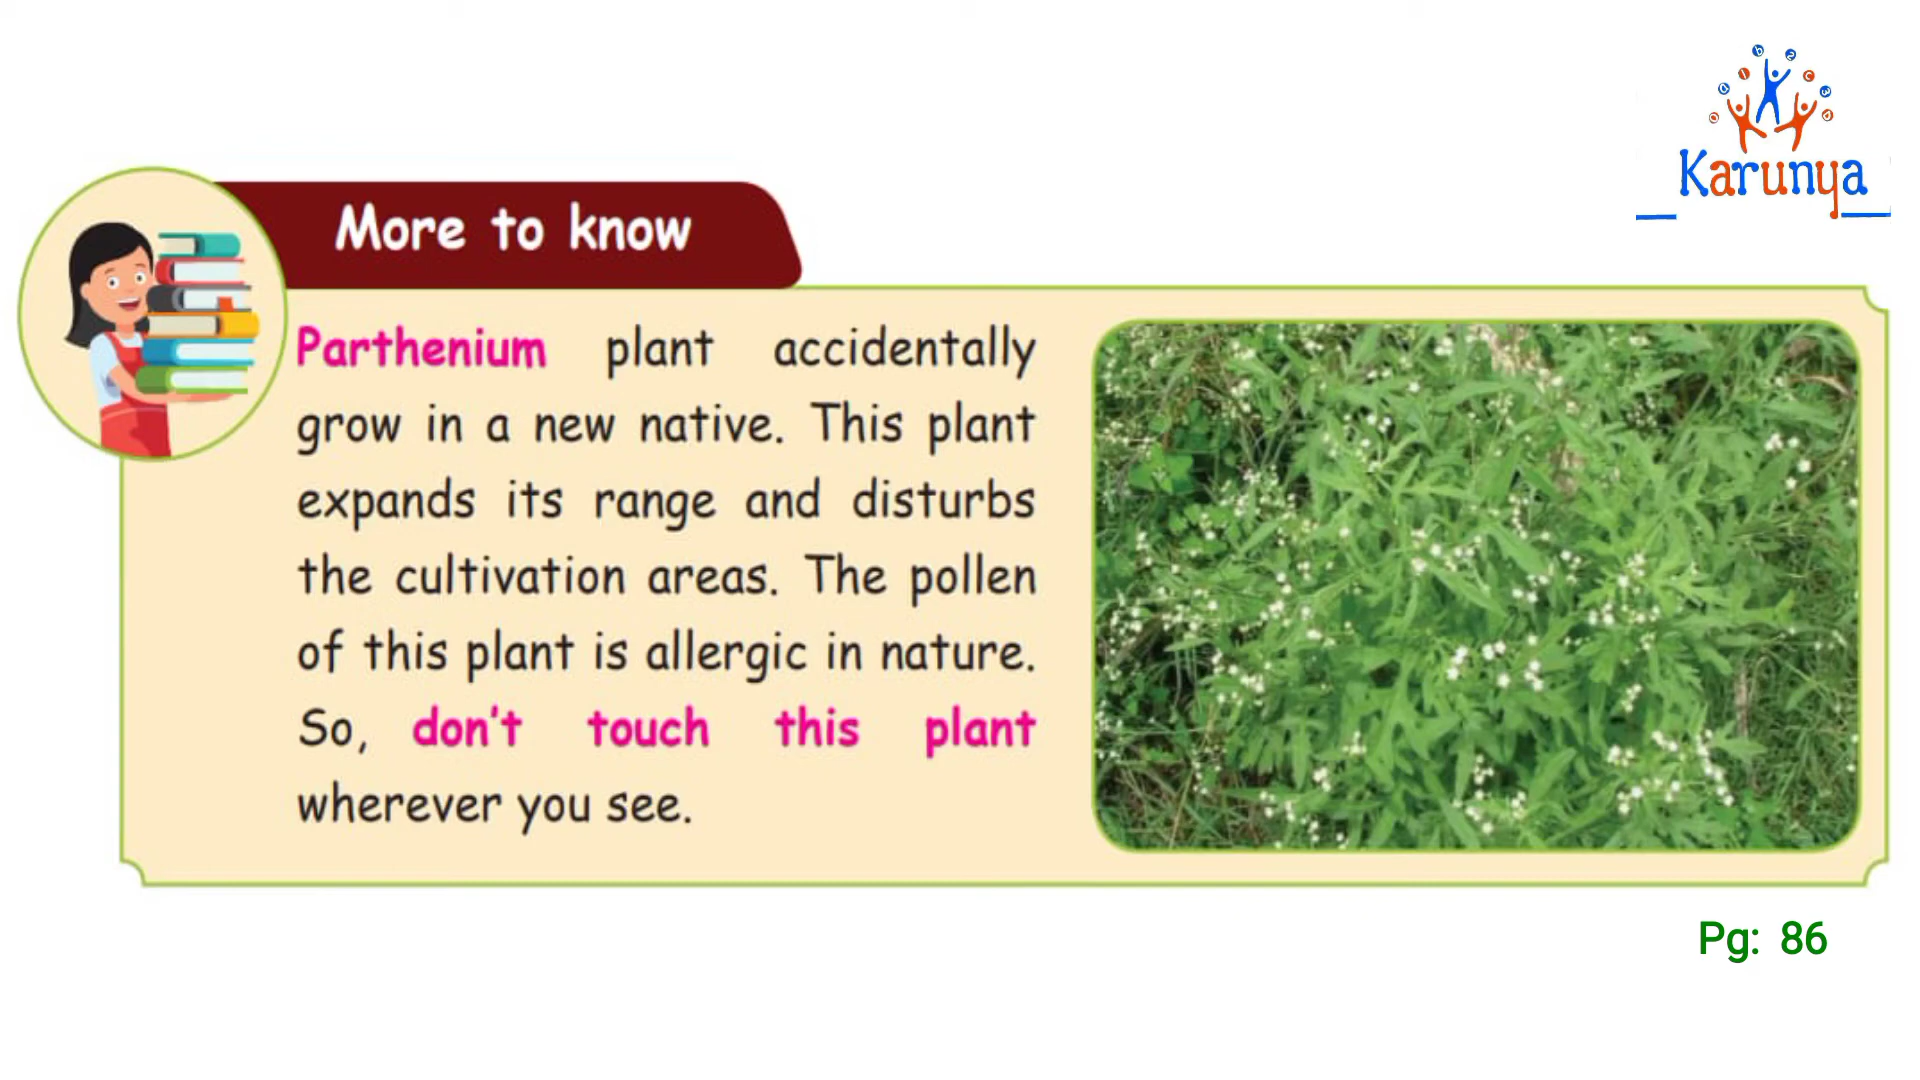 Karunya
More to know
Parthenium plant accidentally
grow in a new native. This plant
expands its range and disturbs
the cultivation areas. The pollen
of this plant is allergic in nature.
So, don't touch this plant
wherever you see.
Pg: 86